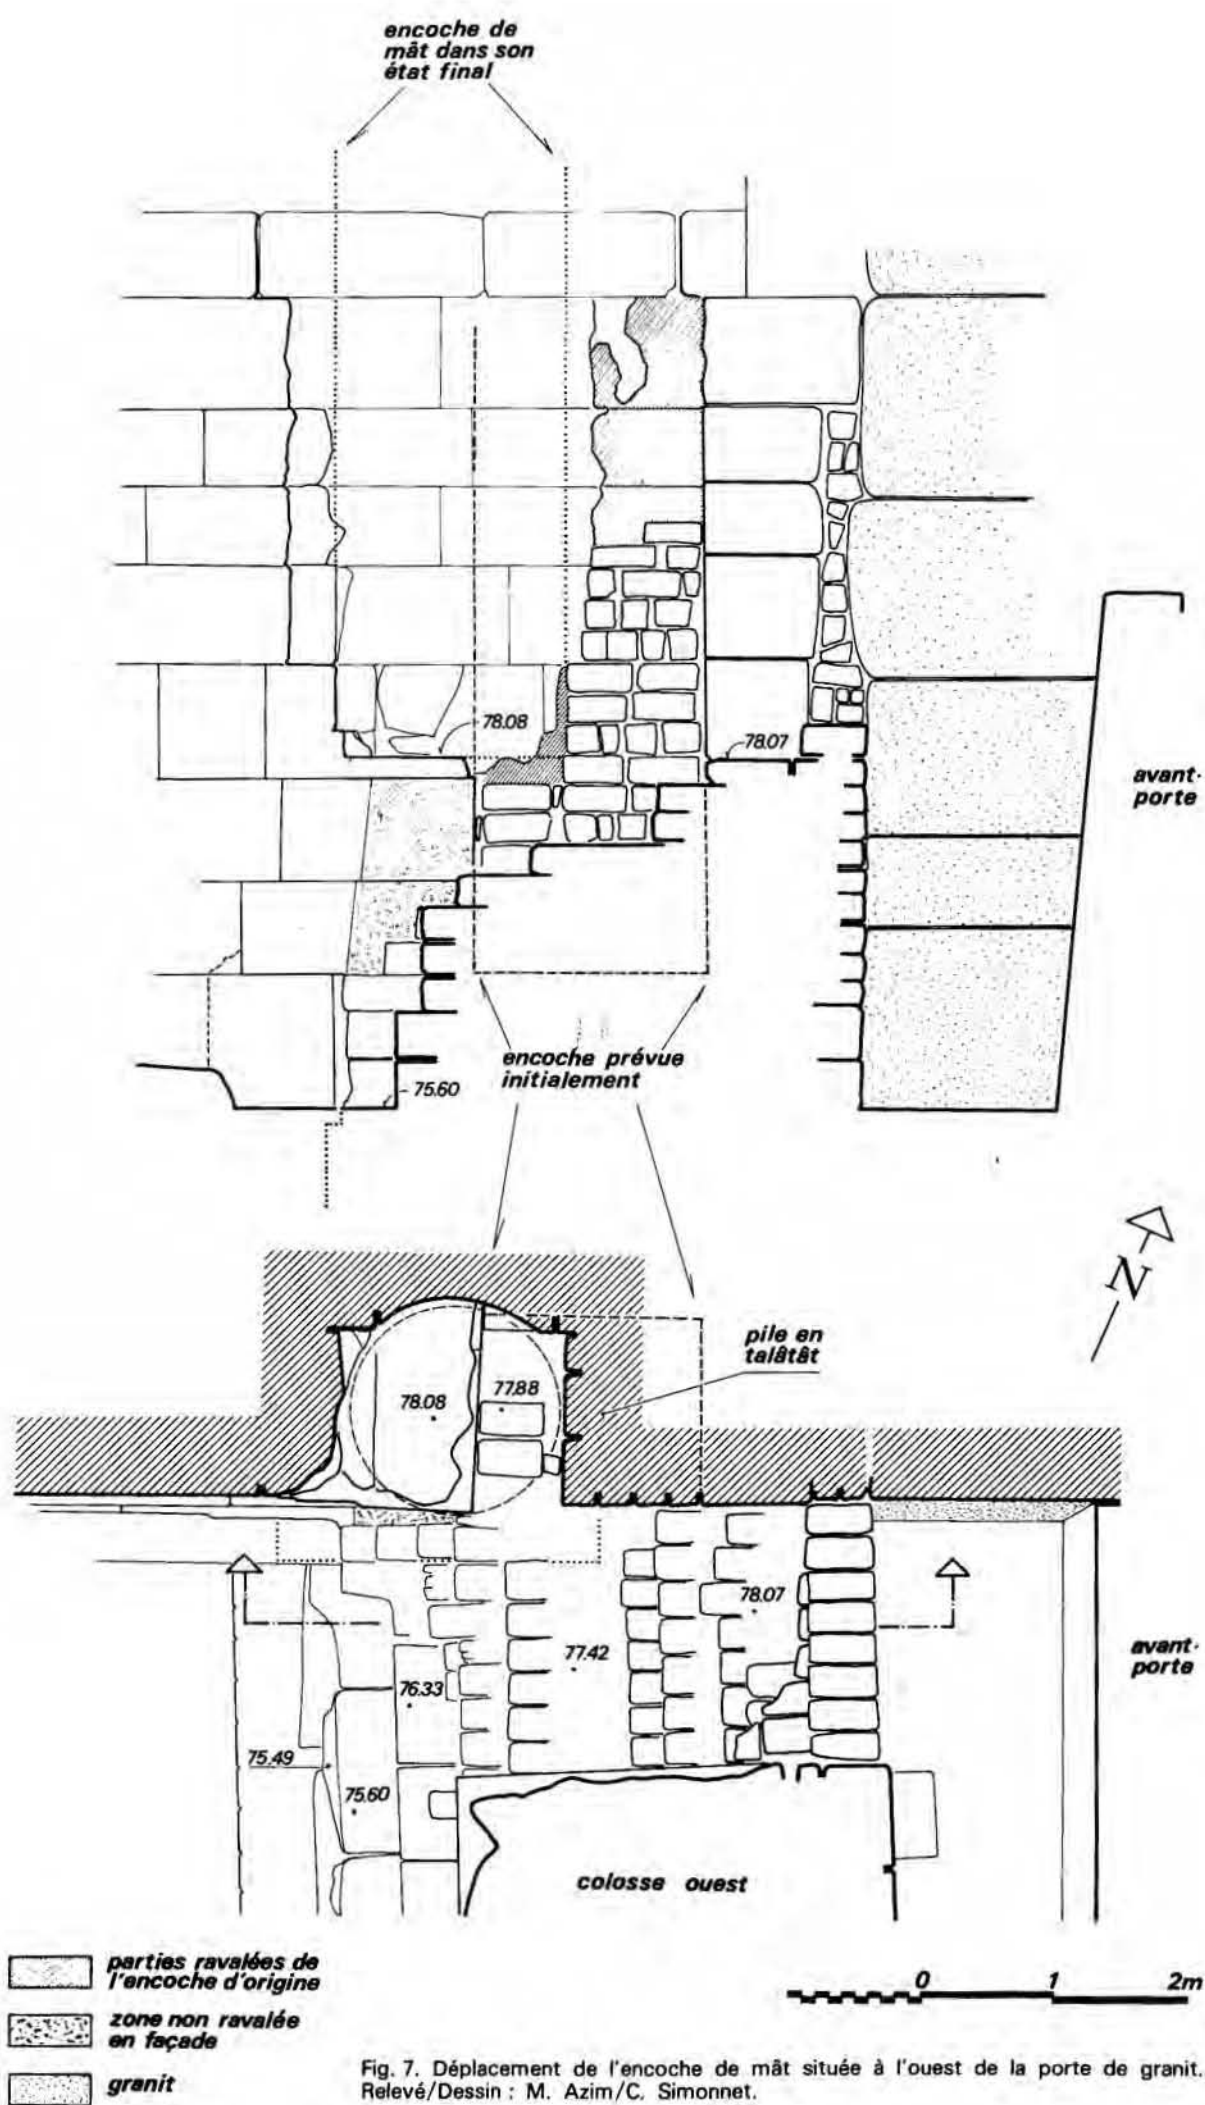 encoche de
mât dans son
état final
78.08
78.07
avant-
porte
encoche prévue
initialement
75.60
N
pile en
talâtât
78.08
77.88
78.07
77.42
76.33
75.49
75.60
avant-
porte
colosse ouest
parties ravalées de
l'encoche d'origine
zone non ravalée
en façade
granit
0 1 2m
Fig. 7. Déplacement de l'encoche de mât située à l'ouest de la porte de granit.
Relevé/Dessin : M. Azim/C. Simonnet.